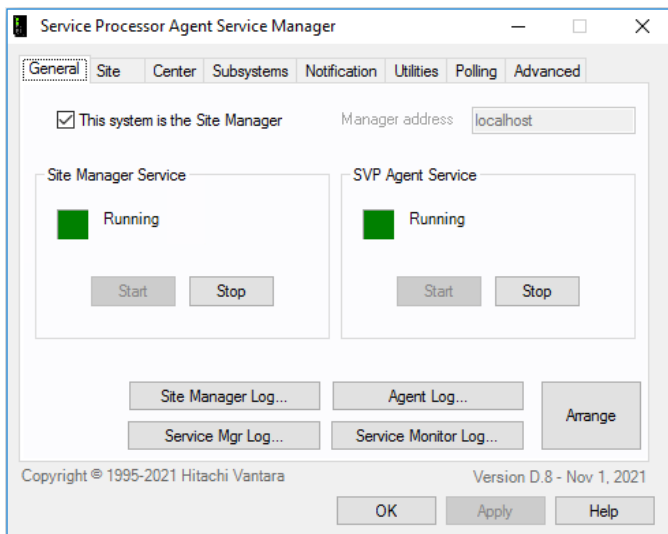 Service Processor Agent Service Manager
General Site Center Subsystems Notification Utilities Polling Advanced
This system is the Site Manager
Manager address localhost
Site Manager Service
Running
Start Stop
SVP Agent Service
Running
Start Stop
Site Manager Log... Agent Log...
Service Mgr Log... Service Monitor Log...
Arrange
Copyright © 1995-2021 Hitachi Vantara
Version D.8 - Nov 1, 2021
OK Apply Help